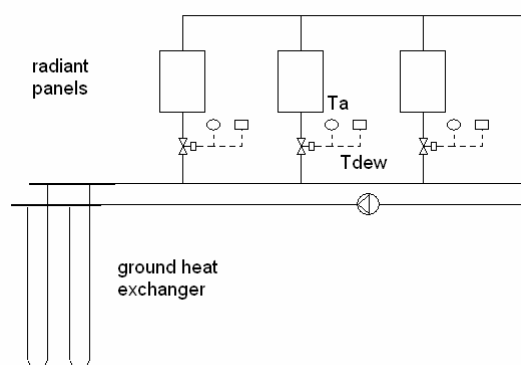 radiant
panels
Ta
Tdew
ground heat
exchanger